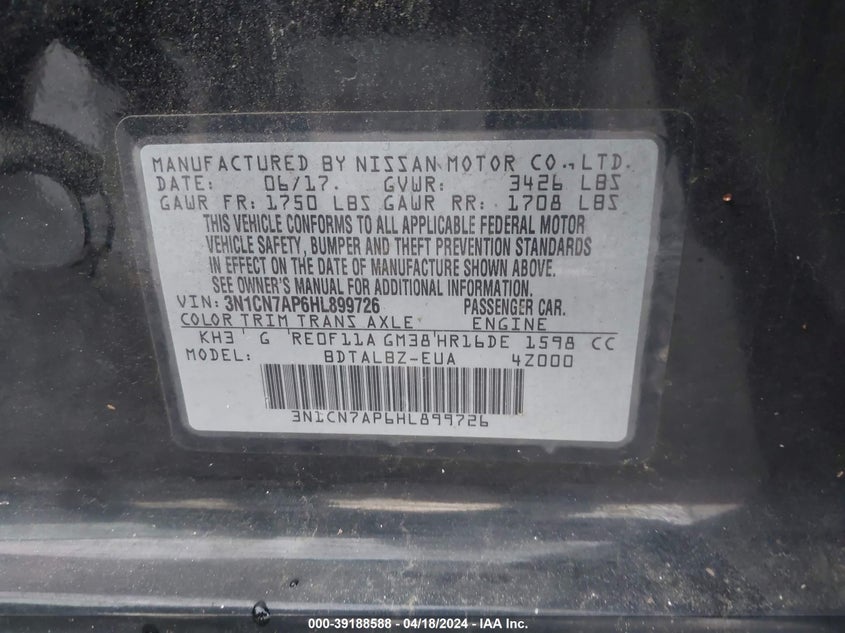 MANUFACTURED BY NISSAN MOTOR CO., LTD.
DATE: 06/17. GVWR: 3426 LBS
GAWR FR: 1750 LBS GAWR RR: 1708 LBS
THIS VEHICLE CONFORMS TO ALL APPLICABLE FEDERAL MOTOR
VEHICLE SAFETY, BUMPER AND THEFT PREVENTION STANDARDS
IN EFFECT ON THE DATE OF MANUFACTURE SHOWN ABOVE.
SEE OWNER'S MANUAL FOR ADDITIONAL INFORMATION.
VIN: 3N1CN7AP6HL899726 PASSENGER CAR.
COLOR TRIM TRANS AXLE ENGINE
KH3 G RE0F11A GM38 HR16DE 1598 CC
MODEL: BDTALBZ-EUA 4Z000
3N1CN7AP6HL899726
000-39188588 - 04/18/2024 - IAA Inc.